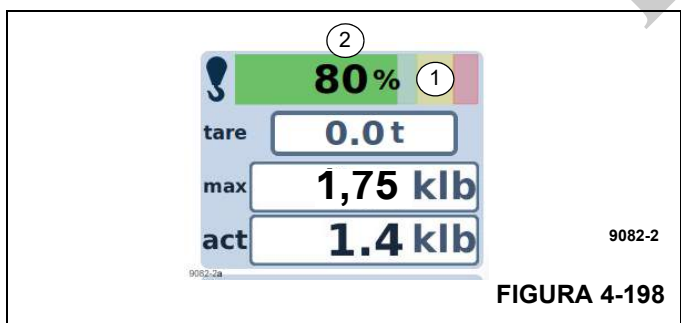 2
80 % 1
tare 0.0 t
max 1,75 klb
act 1.4 klb
9082-2
9082-2a
FIGURA 4-198